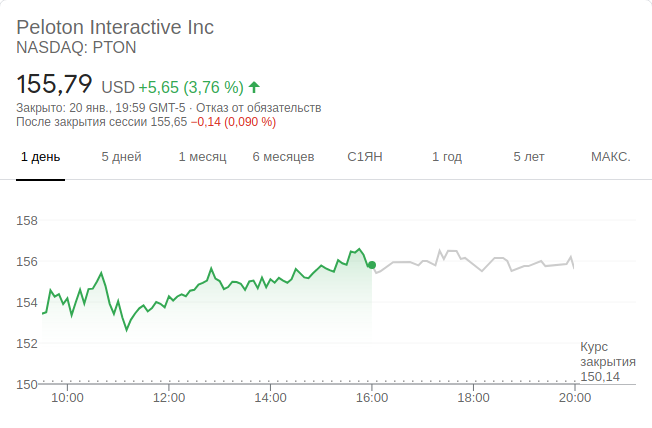 Peloton Interactive Inc
NASDAQ: PTON
155,79 USD +5,65 (3,76 %)
Закрыто: 20 янв., 19:59 GMT-5 · Отказ от обязательств
После закрытия сессии 155,65 −0,14 (0,090 %)
1 день 5 дней 1 месяц 6 месяцев С1ЯН 1 год 5 лет МАКС.
158
156
154
152
Курс
закрытия
150,14
150
10:00 12:00 14:00 16:00 18:00 20:00